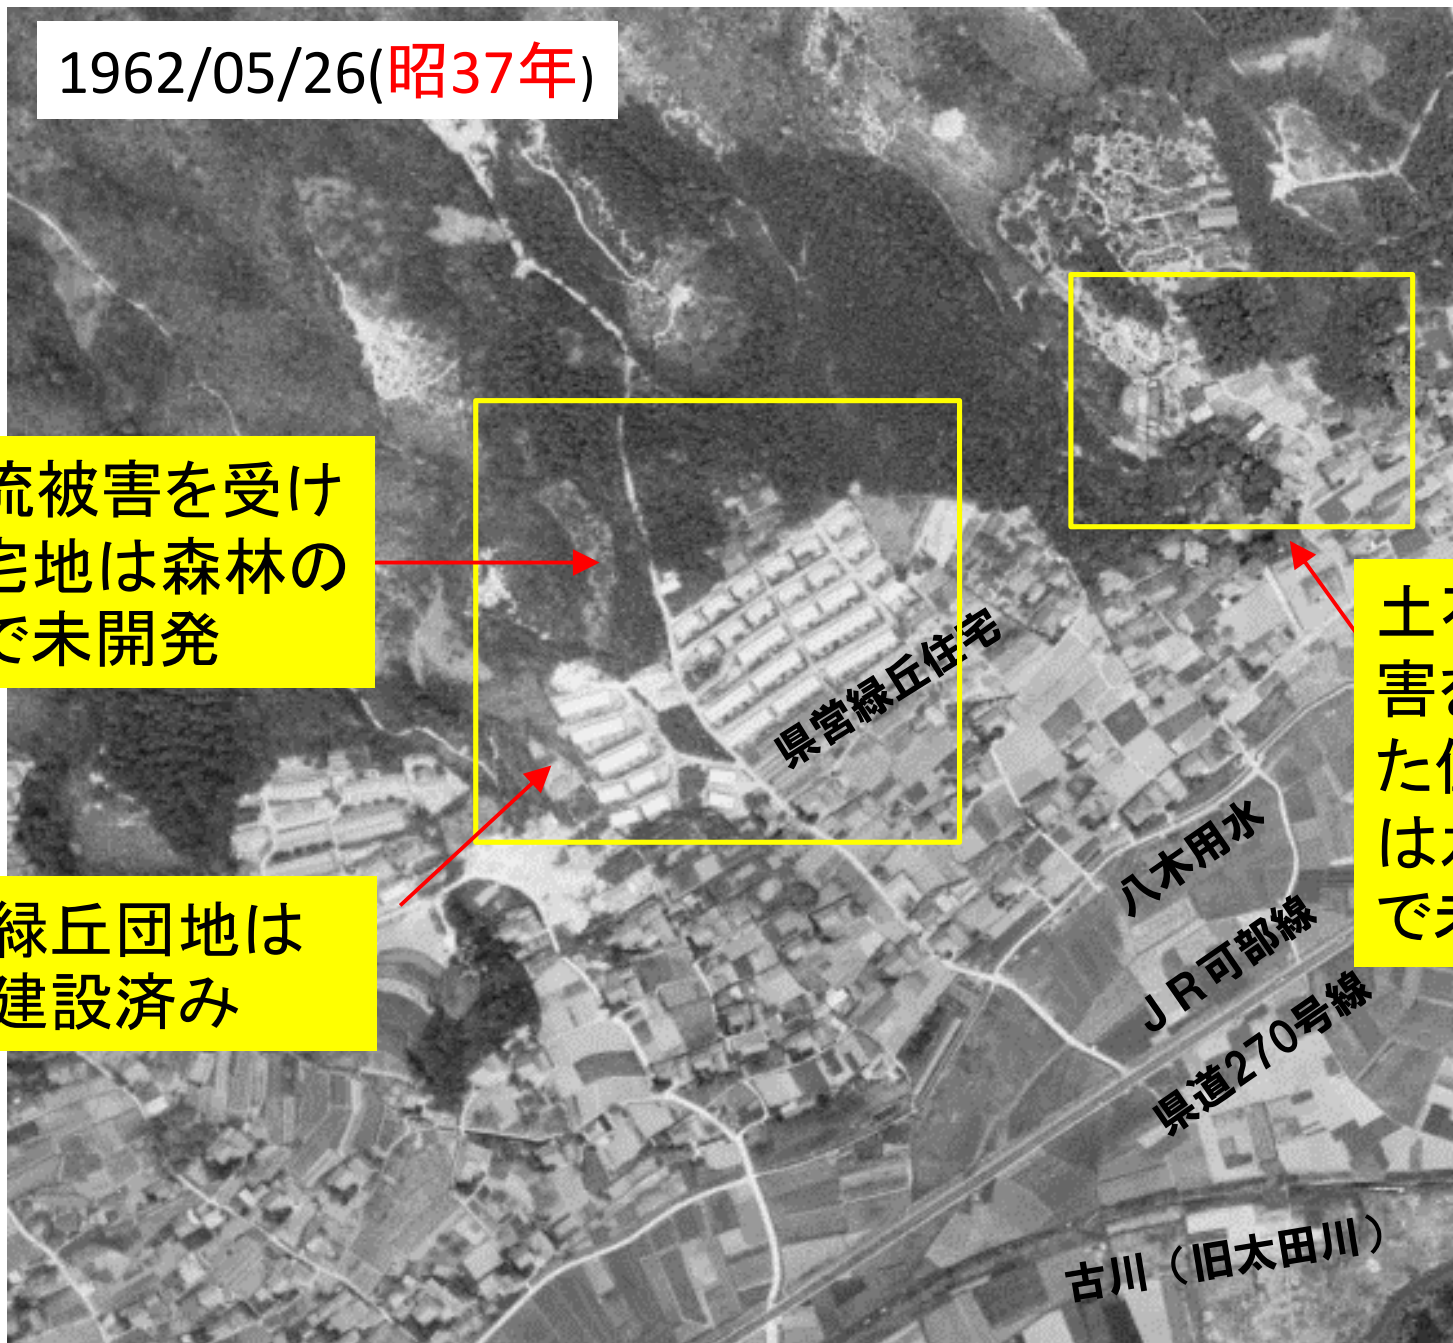 1962/05/26(昭37年)
流被害を受け
宅地は森林の
で未開発
県営緑丘住宅
土
害を
た
は
で未
八木用水
緑丘団地は
建設済み
JR可部線
県道270号線
古川（旧太田川）